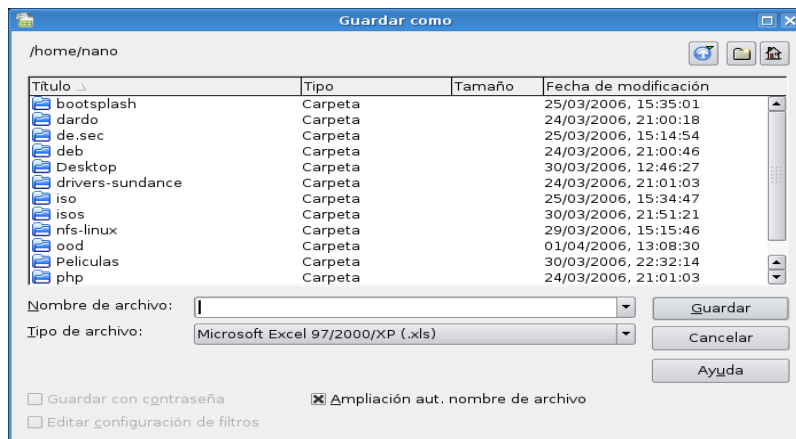 Guardar como
/home/nano
Título Tipo Tamaño Fecha de modificación
bootsplash Carpeta 25/03/2006, 15:35:01
dardo Carpeta 24/03/2006, 21:00:18
de.sec Carpeta 25/03/2006, 15:14:54
deb Carpeta 24/03/2006, 21:00:46
Desktop Carpeta 30/03/2006, 12:46:27
drivers-sundance Carpeta 24/03/2006, 21:01:03
iso Carpeta 25/03/2006, 15:34:47
isos Carpeta 30/03/2006, 21:51:21
nfs-linux Carpeta 29/03/2006, 15:15:46
ood Carpeta 01/04/2006, 13:08:30
Peliculas Carpeta 30/03/2006, 22:32:14
php Carpeta 24/03/2006, 21:01:03
Nombre de archivo: Guardar
Tipo de archivo: Microsoft Excel 97/2000/XP (.xls) Cancelar
Ayuda
Guardar con contraseña Ampliación aut. nombre de archivo
Editar configuración de filtros